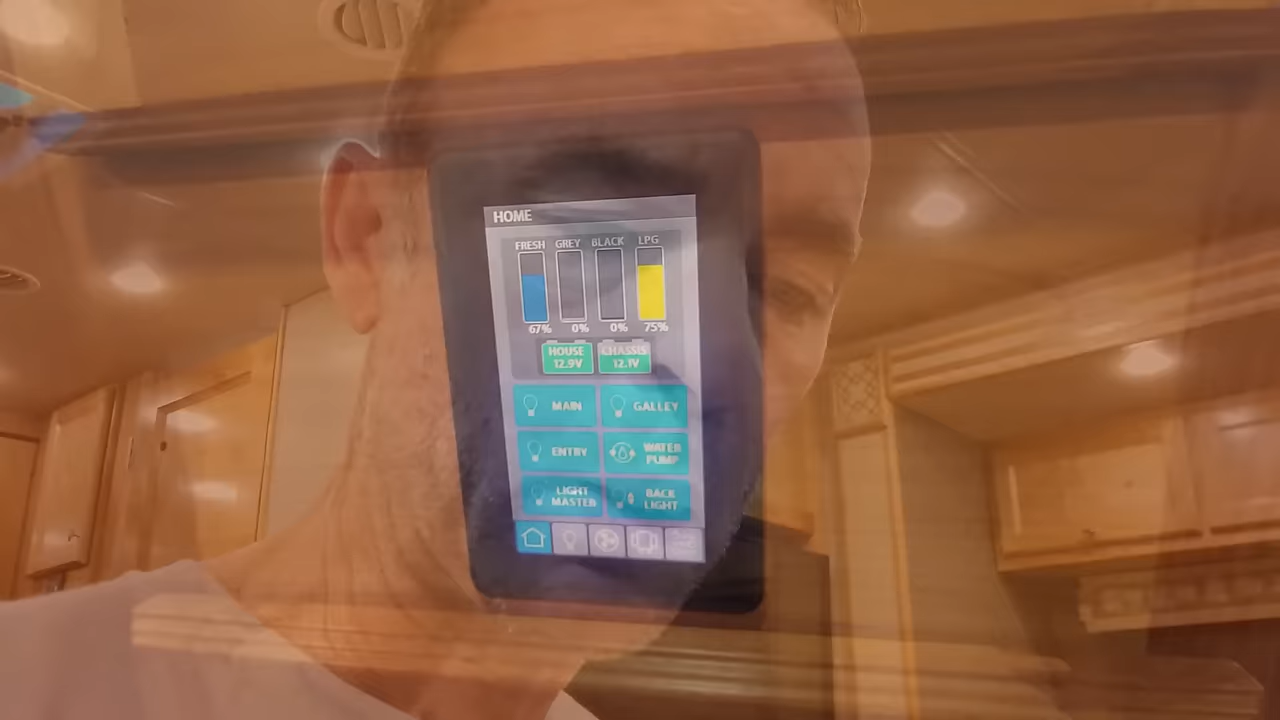 HOME
FRESH GREY BLACK LPG
67% 0% 0% 75%
HOUSE CHASSIS
12.9V 12.1V
MAIN GALLEY
ENTRY WATER PUMP
LIGHT MASTER BACK LIGHT